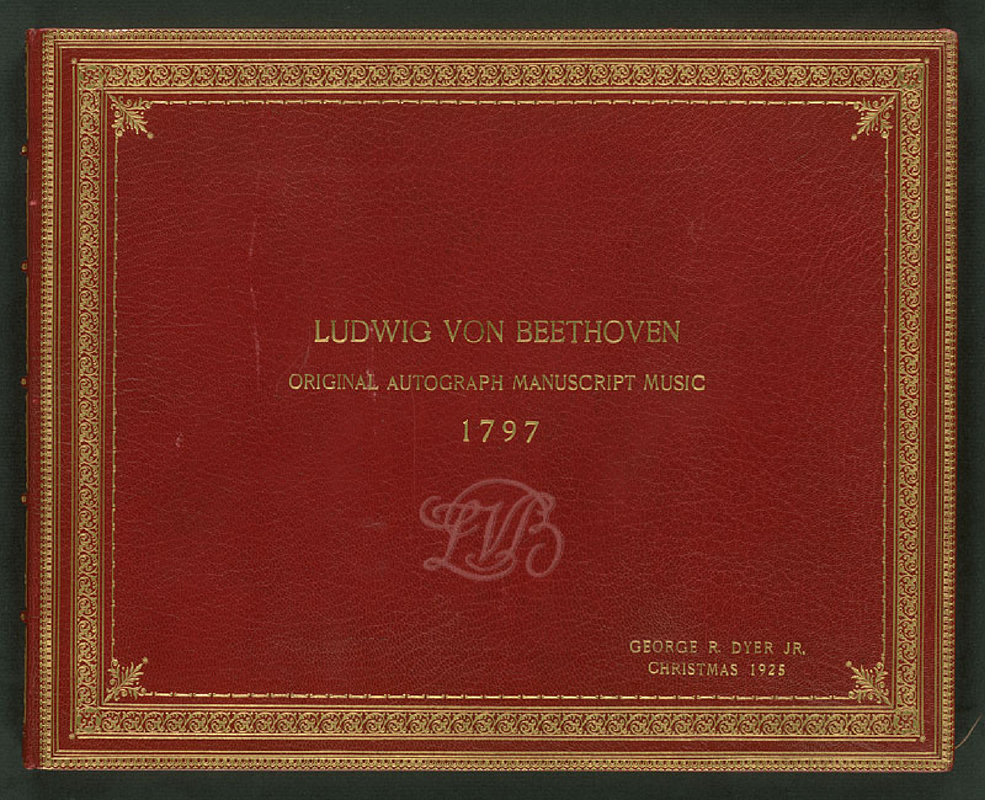 LUDWIG VON BEETHOVEN
ORIGINAL AUTOGRAPH MANUSCRIPT MUSIC
1797
LVB
GEORGE R. DYER JR.
CHRISTMAS 1925